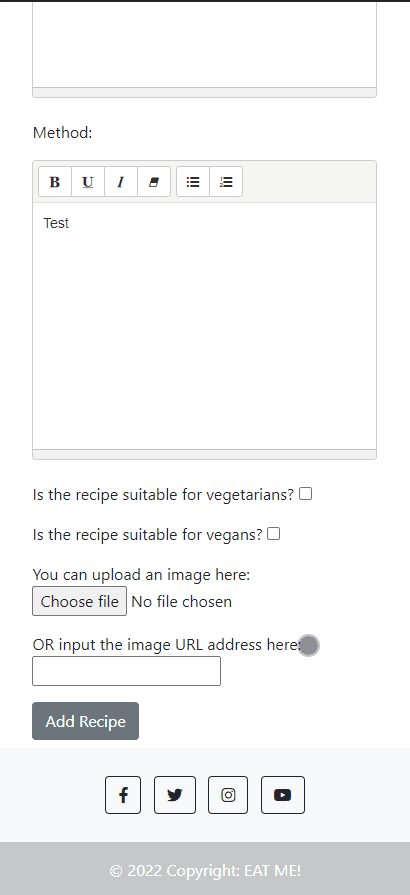 Method:
B U I
Test
Is the recipe suitable for vegetarians?
Is the recipe suitable for vegans?
You can upload an image here:
Choose file No file chosen
OR input the image URL address here:
Add Recipe
© 2022 Copyright: EAT ME!